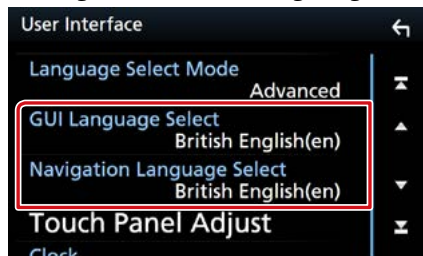 User Interface
Language Select Mode
Advanced
GUI Language Select
British English(en)
Navigation Language Select
British English(en)
Touch Panel Adjust
Clock